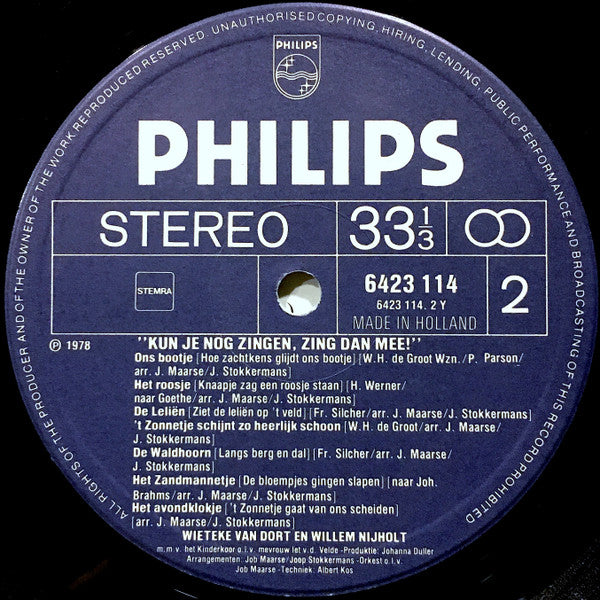 ALL RIGHTS OF THE PRODUCER AND OF THE OWNER OF THE WORK REPRODUCED RESERVED. UNAUTHORISED COPYING, HIRING, LENDING, PUBLIC PERFORMANCE AND BROADCASTING OF THIS RECORD PROHIBITED
PHILIPS
PHILIPS
STEREO 33 1/3
STEMRA 6423 114 2
6423 114. 2 Y
MADE IN HOLLAND
℗ 1978 "KUN JE NOG ZINGEN, ZING DAN MEE!"
Ons bootje [Hoe zachtkens glijdt ons bootje] [W.H. de Groot Wzn./P. Parson/
arr. J. Maarse/J. Stokkermans]
Het roosje [Knaapje zag een roosje staan] [H. Werner/
naar Goethe/arr. J. Maarse/J. Stokkermans]
De Leliën [Ziet de leliën op 't veld] [Fr. Silcher/arr. J. Maarse/J. Stokkermans]
't Zonnetje schijnt zo heerlijk schoon [W.H. de Groot/arr. J. Maarse/
J. Stokkermans]
De Waldhoorn [Langs berg en dal] [Fr. Silcher/arr. J. Maarse/
J. Stokkermans]
Het Zandmannetje [De bloempjes gingen slapen] [naar Joh.
Brahms/arr. J. Maarse/J. Stokkermans]
Het avondklokje ['t Zonnetje gaat van ons scheiden]
[arr. J. Maarse/J. Stokkermans]
WIETEKE VAN DORT EN WILLEM NIJHOLT
m.m.v. het Kinderkoor o.l.v. mevrouw Iet v.d. Velde-Produktie: Johanna Duller
Arrangementen: Job Maarse/Joop Stokkermans-Orkest o.l.v.
Job Maarse-Techniek: Albert Kos